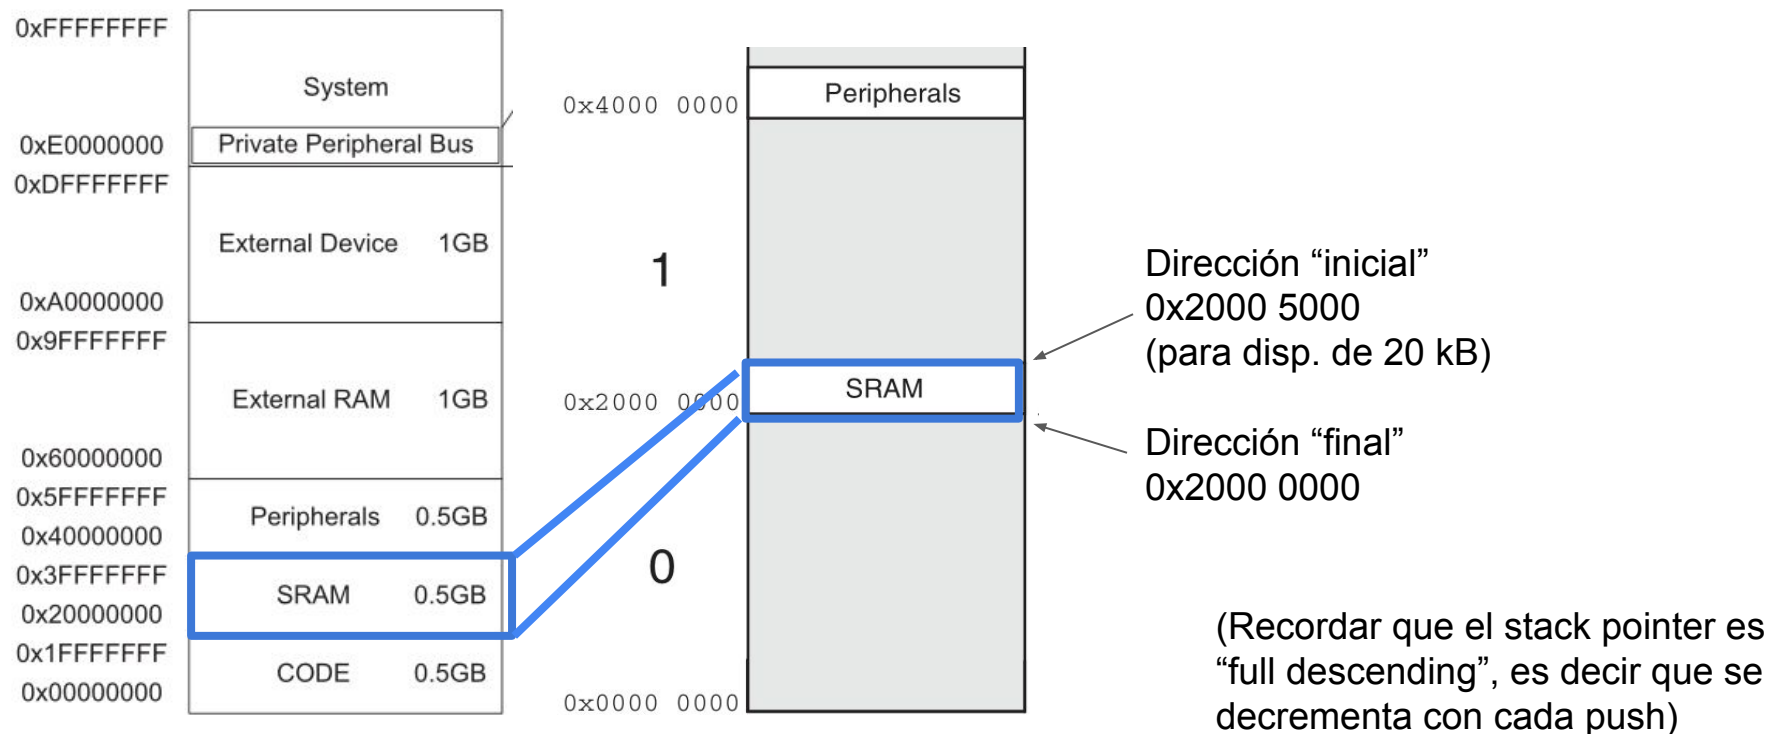 0xFFFFFFFF
System
0xE0000000
Private Peripheral Bus
0xDFFFFFFF
External Device 1GB
0xA0000000
0x9FFFFFFF
External RAM 1GB
0x60000000
0x5FFFFFFF
Peripherals 0.5GB
0x40000000
0x3FFFFFFF
SRAM 0.5GB
0x20000000
0x1FFFFFFF
CODE 0.5GB
0x00000000
0x4000 0000
Peripherals
1
0x2000 0000
SRAM
0
0x0000 0000
Dirección “inicial”
0x2000 5000
(para disp. de 20 kB)
Dirección “final”
0x2000 0000
(Recordar que el stack pointer es
“full descending”, es decir que se
decrementa con cada push)